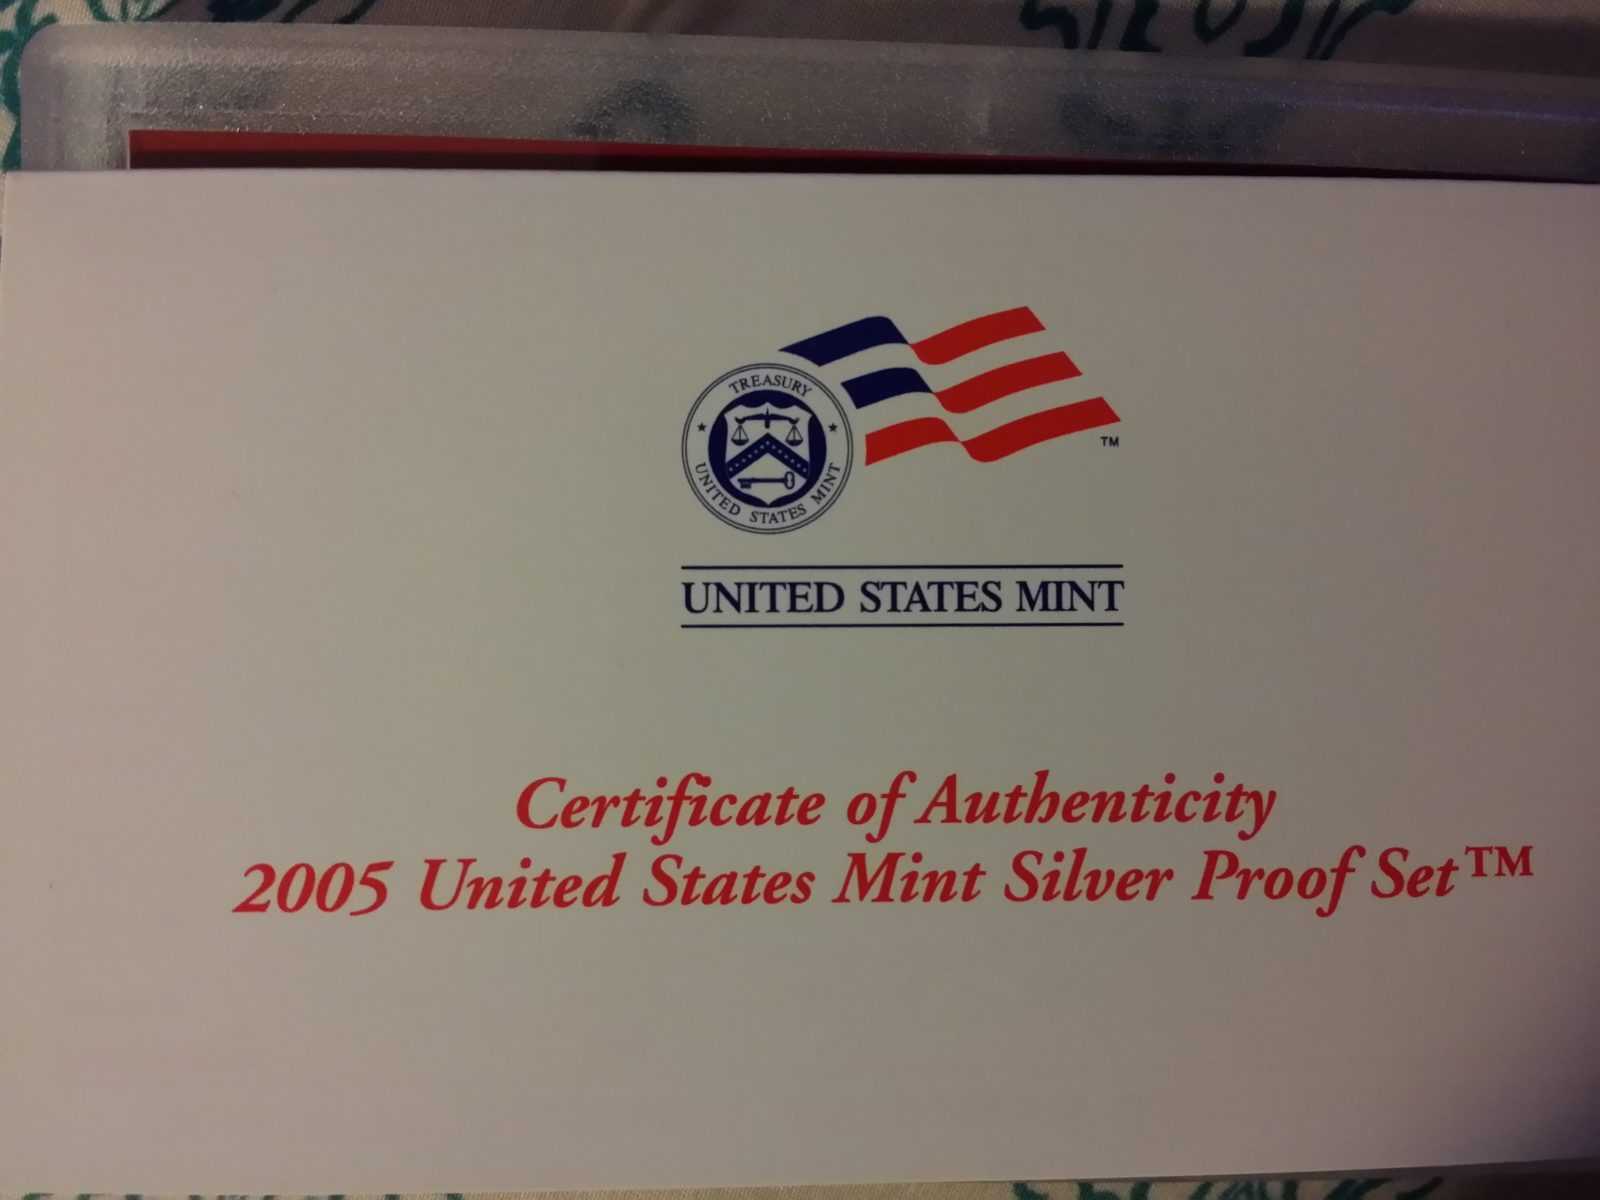 TREASURY
UNITED STATES MINT
TM
UNITED STATES MINT
Certificate of Authenticity
2005 United States Mint Silver Proof Set™